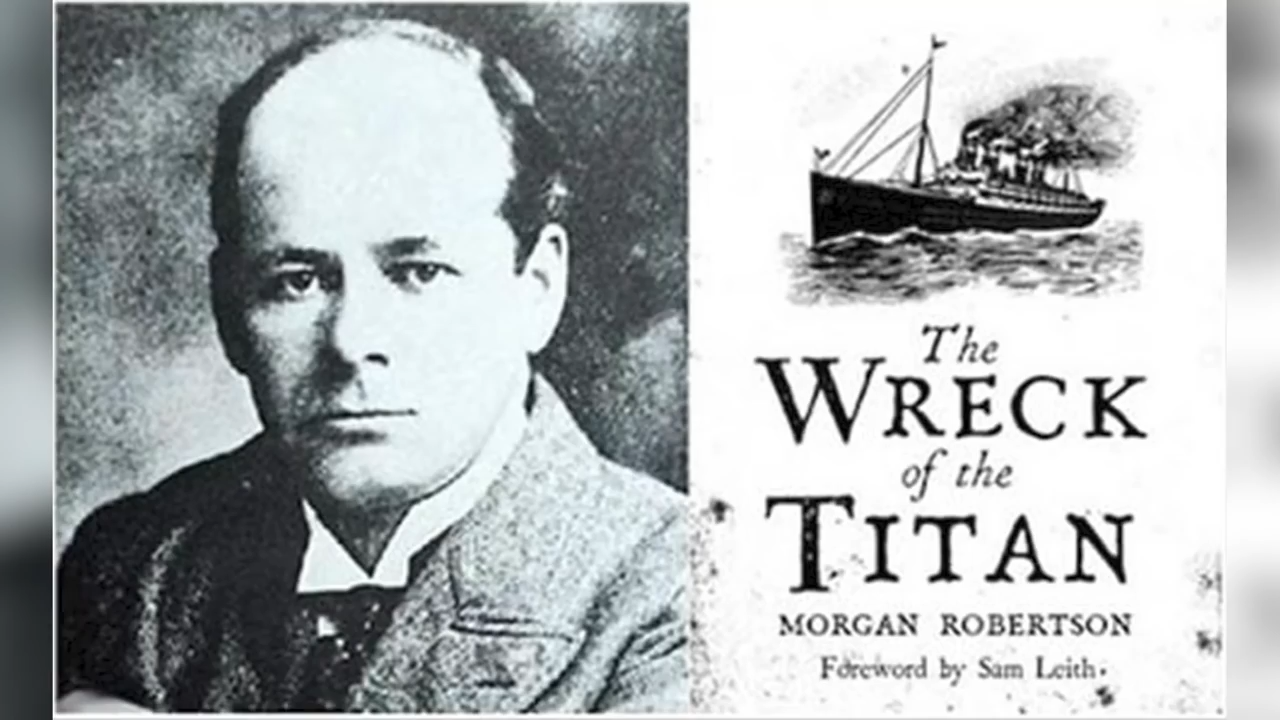 The
WRECK
of the
TITAN
MORGAN ROBERTSON
Foreword by Sam Leith